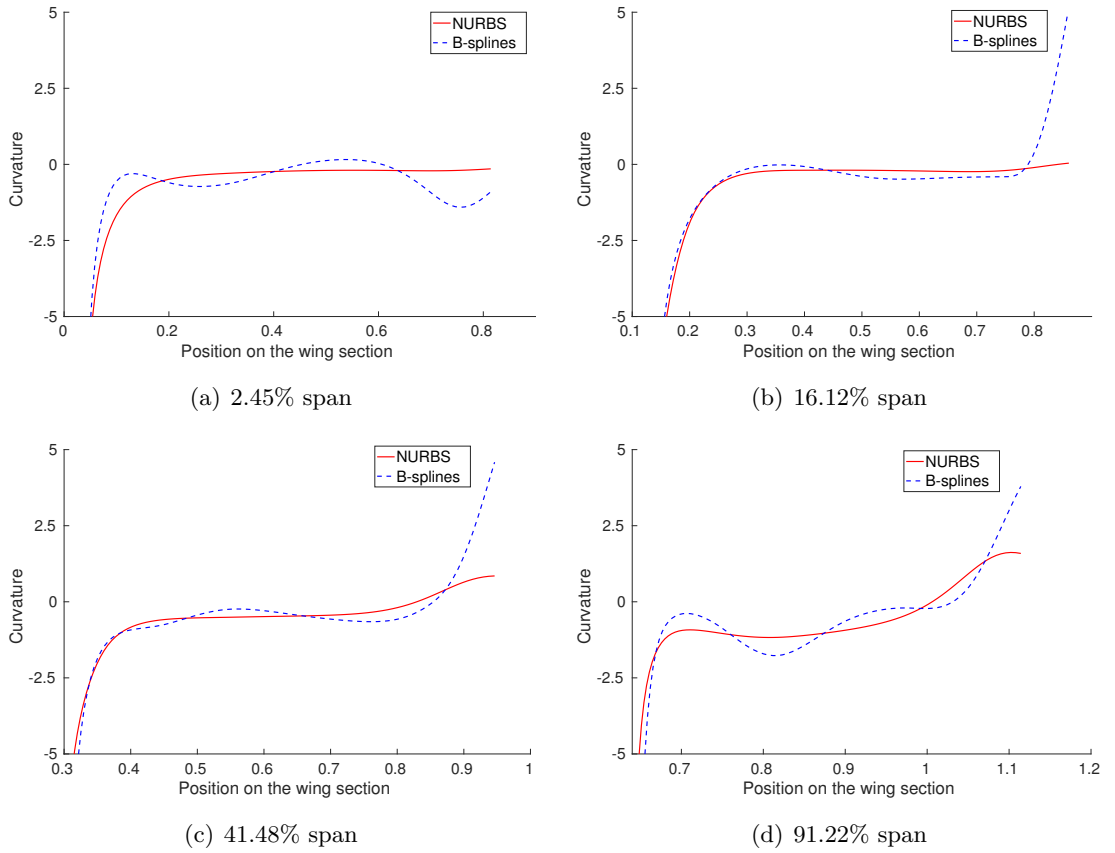 5
2.5
0
-2.5
-5
Curvature
NURBS
B-splines
0 0.2 0.4 0.6 0.8
Position on the wing section
(a) 2.45% span
5
2.5
0
-2.5
-5
Curvature
NURBS
B-splines
0.1 0.2 0.3 0.4 0.5 0.6 0.7 0.8 0.9
Position on the wing section
(b) 16.12% span
5
2.5
0
-2.5
-5
Curvature
NURBS
B-splines
0.3 0.4 0.5 0.6 0.7 0.8 0.9 1
Position on the wing section
(c) 41.48% span
5
2.5
0
-2.5
-5
Curvature
NURBS
B-splines
0.7 0.8 0.9 1 1.1 1.2
Position on the wing section
(d) 91.22% span